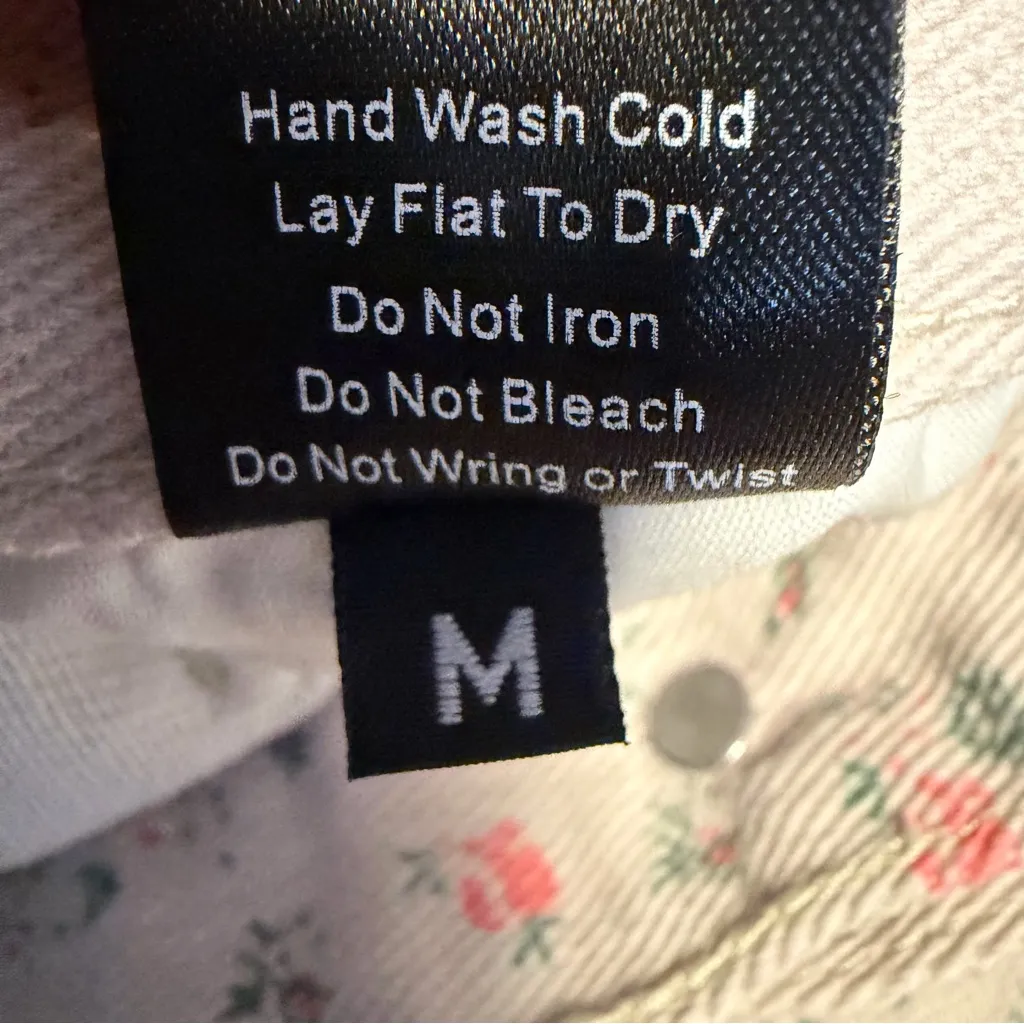 Hand Wash Cold
Lay Flat To Dry
Do Not Iron
Do Not Bleach
Do Not Wring or Twist
M